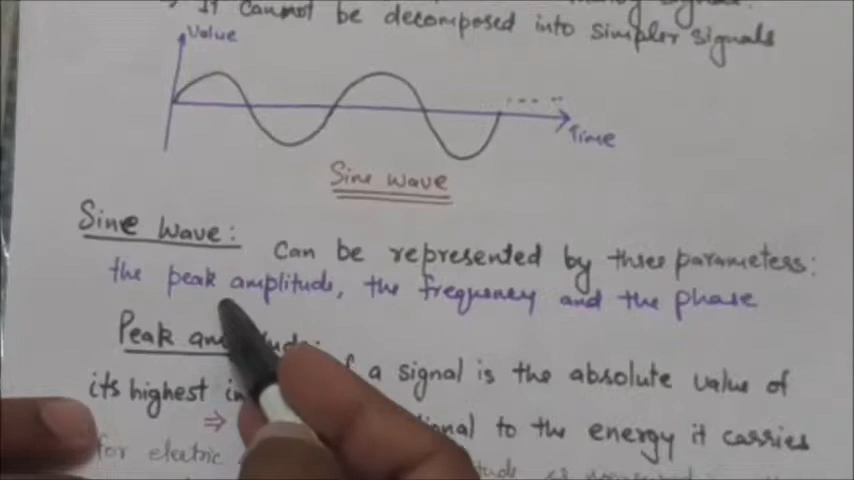 It cannot be decomposed into simpler signals
Value
Time
Sine wave
Sine Wave: Can be represented by three parameters:
the peak amplitude, the frequency and the phase
Peak
of a signal is the absolute value of
its highest
⇒ to the energy it carries
for electric